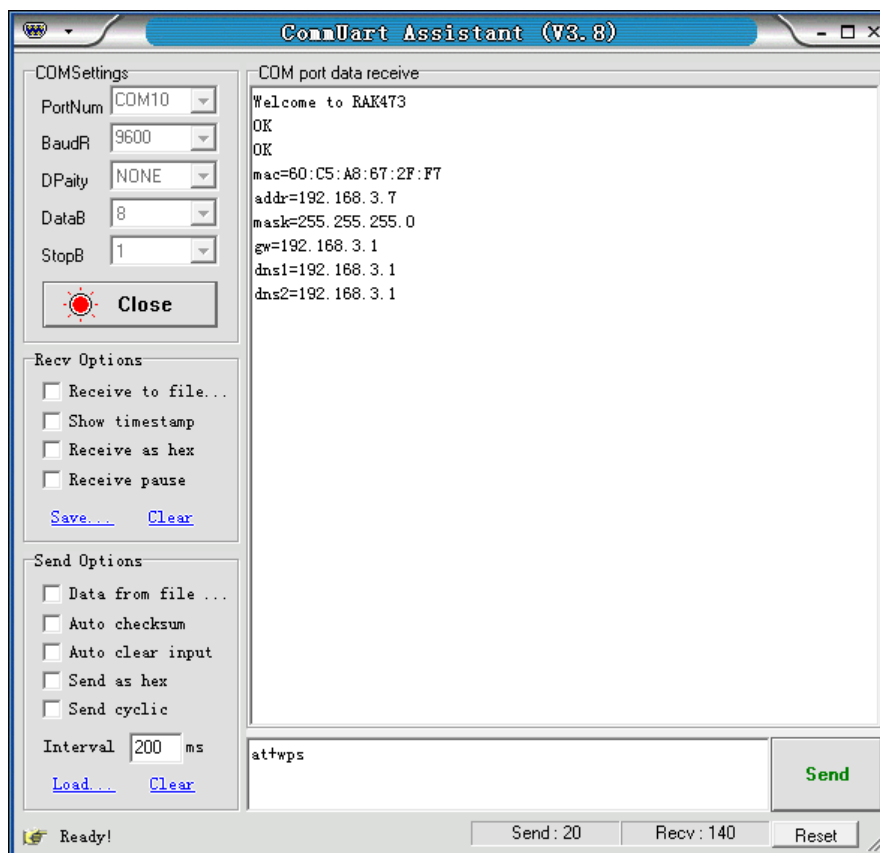 CommUart Assistant (V3.8)
COMSettings
PortNum COM10
BaudR 9600
DPaity NONE
DataB 8
StopB 1
Close
Recv Options
Receive to file...
Show timestamp
Receive as hex
Receive pause
Save... Clear
Send Options
Data from file ...
Auto checksum
Auto clear input
Send as hex
Send cyclic
Interval 200 ms
Load... Clear
COM port data receive
Welcome to RAK473
OK
OK
mac=60:C5:A8:67:2F:F7
addr=192.168.3.7
mask=255.255.255.0
gw=192.168.3.1
dns1=192.168.3.1
dns2=192.168.3.1
at+wps
Send
Ready!
Send : 20
Recv : 140
Reset